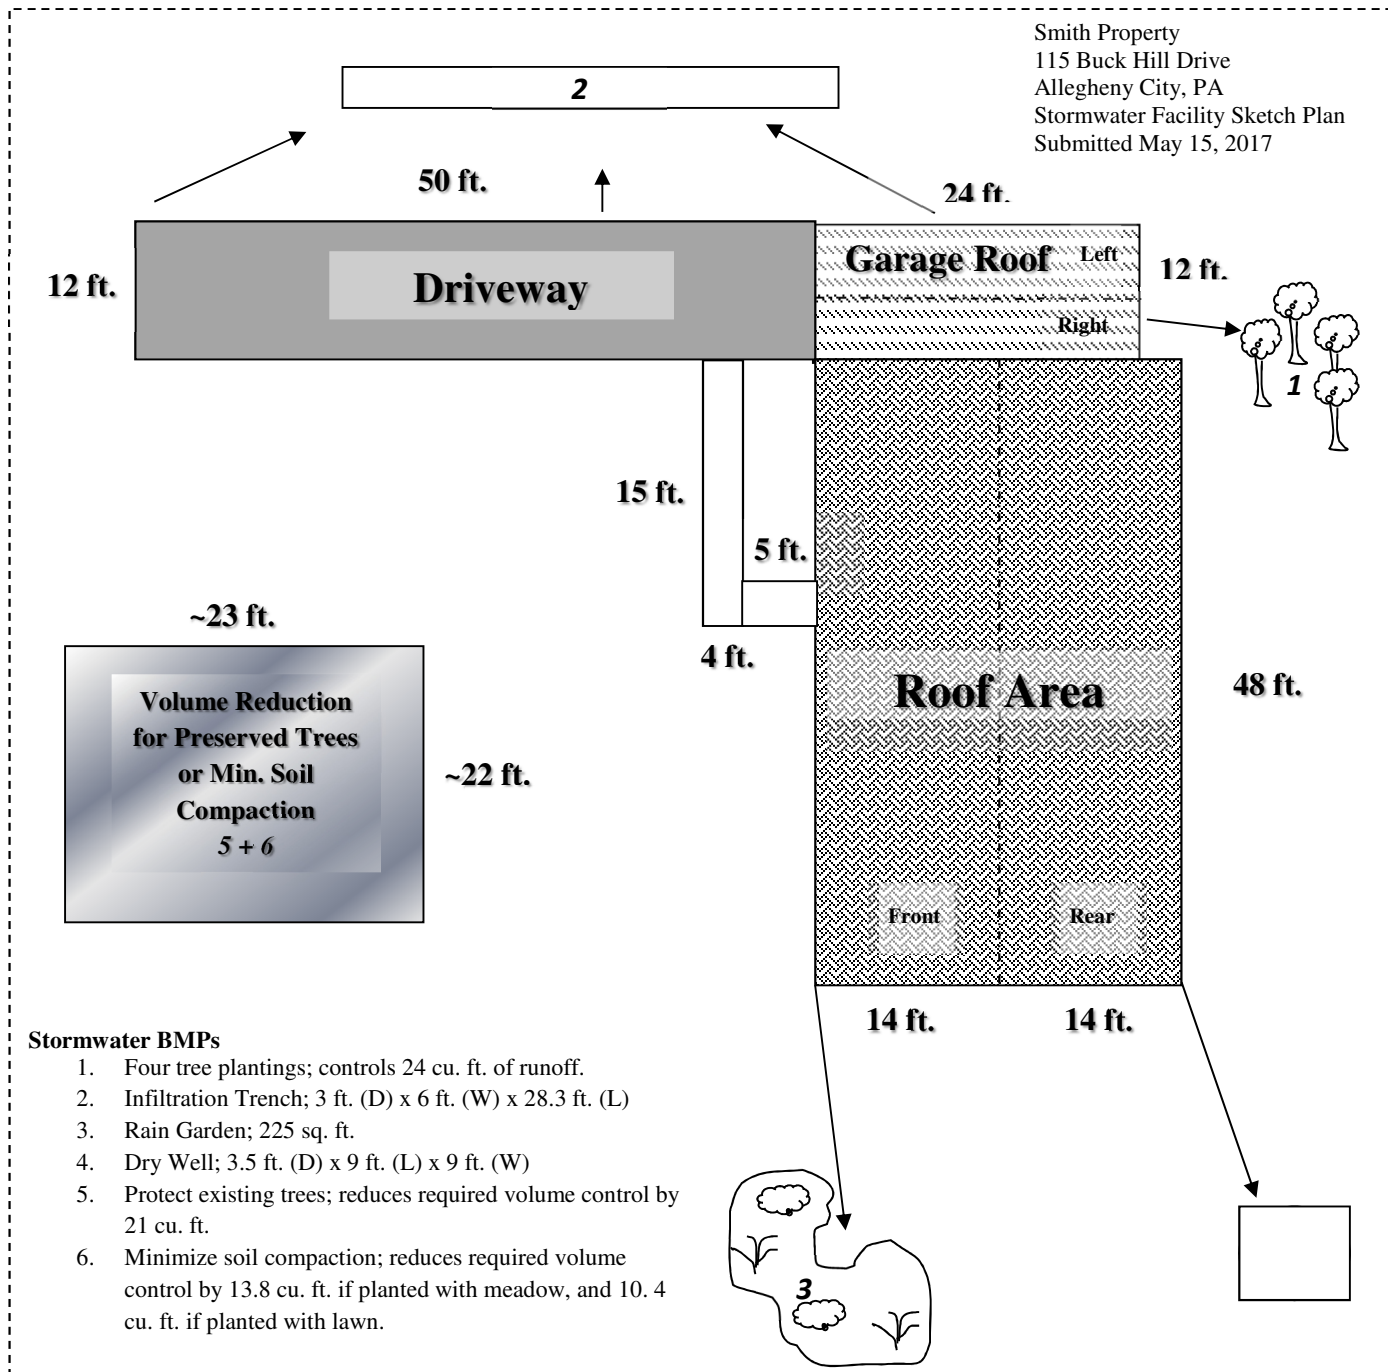 Smith Property
115 Buck Hill Drive
Allegheny City, PA
Stormwater Facility Sketch Plan
Submitted May 15, 2017
2
50 ft.
24 ft.
Garage Roof
Left
12 ft.
12 ft.
Driveway
Right
1
15 ft.
5 ft.
4 ft.
~23 ft.
Volume Reduction
for Preserved Trees
or Min. Soil
Compaction
5 + 6
~22 ft.
Roof Area
48 ft.
Front
Rear
14 ft.
14 ft.
Stormwater BMPs
1. Four tree plantings; controls 24 cu. ft. of runoff.
2. Infiltration Trench; 3 ft. (D) x 6 ft. (W) x 28.3 ft. (L)
3. Rain Garden; 225 sq. ft.
4. Dry Well; 3.5 ft. (D) x 9 ft. (L) x 9 ft. (W)
5. Protect existing trees; reduces required volume control by
21 cu. ft.
6. Minimize soil compaction; reduces required volume
control by 13.8 cu. ft. if planted with meadow, and 10. 4
cu. ft. if planted with lawn.
3